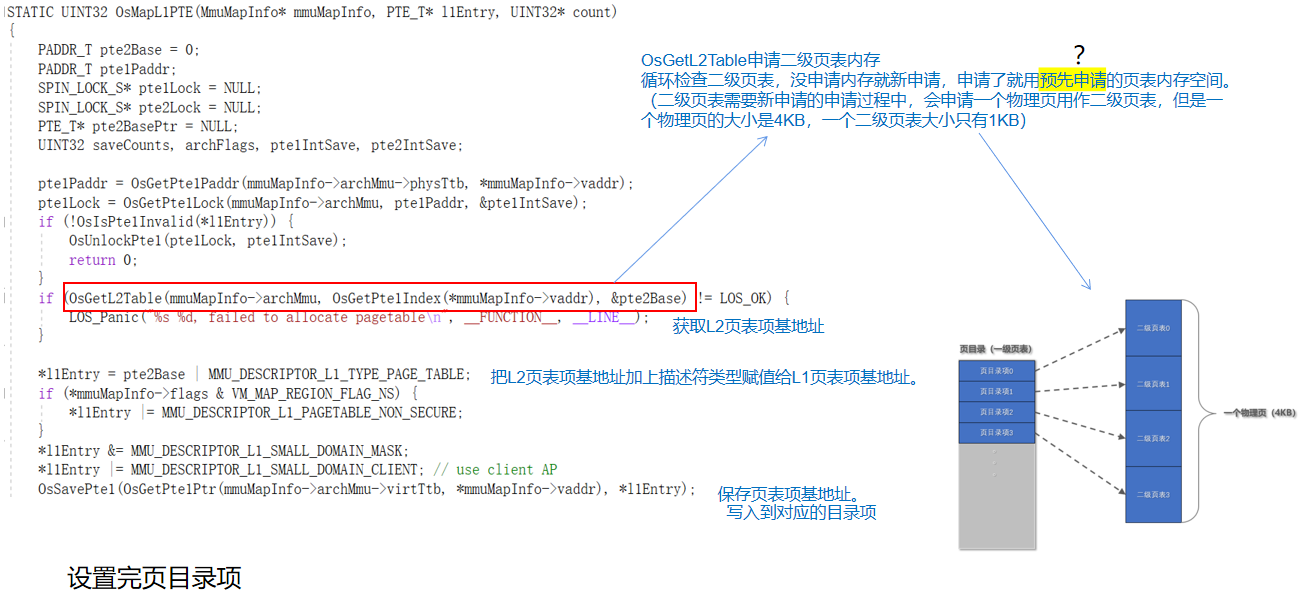 STATIC UINT32 OsMapL1PTE(MmuMapInfo* mmuMapInfo, PTE_T* l1Entry, UINT32* count)
{
PADDR_T pte2Base = 0;
PADDR_T pte1Paddr;
SPIN_LOCK_S* pte1Lock = NULL;
SPIN_LOCK_S* pte2Lock = NULL;
PTE_T* pte2BasePtr = NULL;
UINT32 saveCounts, archFlags, pte1IntSave, pte2IntSave;
pte1Paddr = OsGetPte1Paddr(mmuMapInfo->archMmu->physTtb, *mmuMapInfo->vaddr);
pte1Lock = OsGetPte1Lock(mmuMapInfo->archMmu, pte1Paddr, &pte1IntSave);
if (!OsIsPte1Invalid(*l1Entry)) {
OsUnlockPte1(pte1Lock, pte1IntSave);
return 0;
}
if (OsGetL2Table(mmuMapInfo->archMmu, OsGetPte1Index(*mmuMapInfo->vaddr), &pte2Base) != LOS_OK) {
LOS_Panic("%s %d, failed to allocate pagetable\n", __FUNCTION__, __LINE__);
}
*l1Entry = pte2Base | MMU_DESCRIPTOR_L1_TYPE_PAGE_TABLE;
if (*mmuMapInfo->flags & VM_MAP_REGION_FLAG_NS) {
*l1Entry |= MMU_DESCRIPTOR_L1_PAGETABLE_NON_SECURE;
}
*l1Entry &= MMU_DESCRIPTOR_L1_SMALL_DOMAIN_MASK;
*l1Entry |= MMU_DESCRIPTOR_L1_SMALL_DOMAIN_CLIENT; // use client AP
OsSavePte1(OsGetPte1Ptr(mmuMapInfo->archMmu->virtTtb, *mmuMapInfo->vaddr), *l1Entry);
?
OsGetL2Table申请二级页表内存
循环检查二级页表，没申请内存就新申请，申请了就用预先申请的页表内存空间。
（二级页表需要新申请的申请过程中，会申请一个物理页用作二级页表，但是一
个物理页的大小是4KB，一个二级页表大小只有1KB）
获取L2页表项基地址
把L2页表项基地址加上描述符类型赋值给L1页表项基地址。
保存页表项基地址。
写入到对应的目录项
页目录（一级页表）
页目录项0
页目录项1
页目录项2
页目录项3
二级页表0
二级页表1
二级页表2
二级页表3
一个物理页（4KB）
设置完页目录项